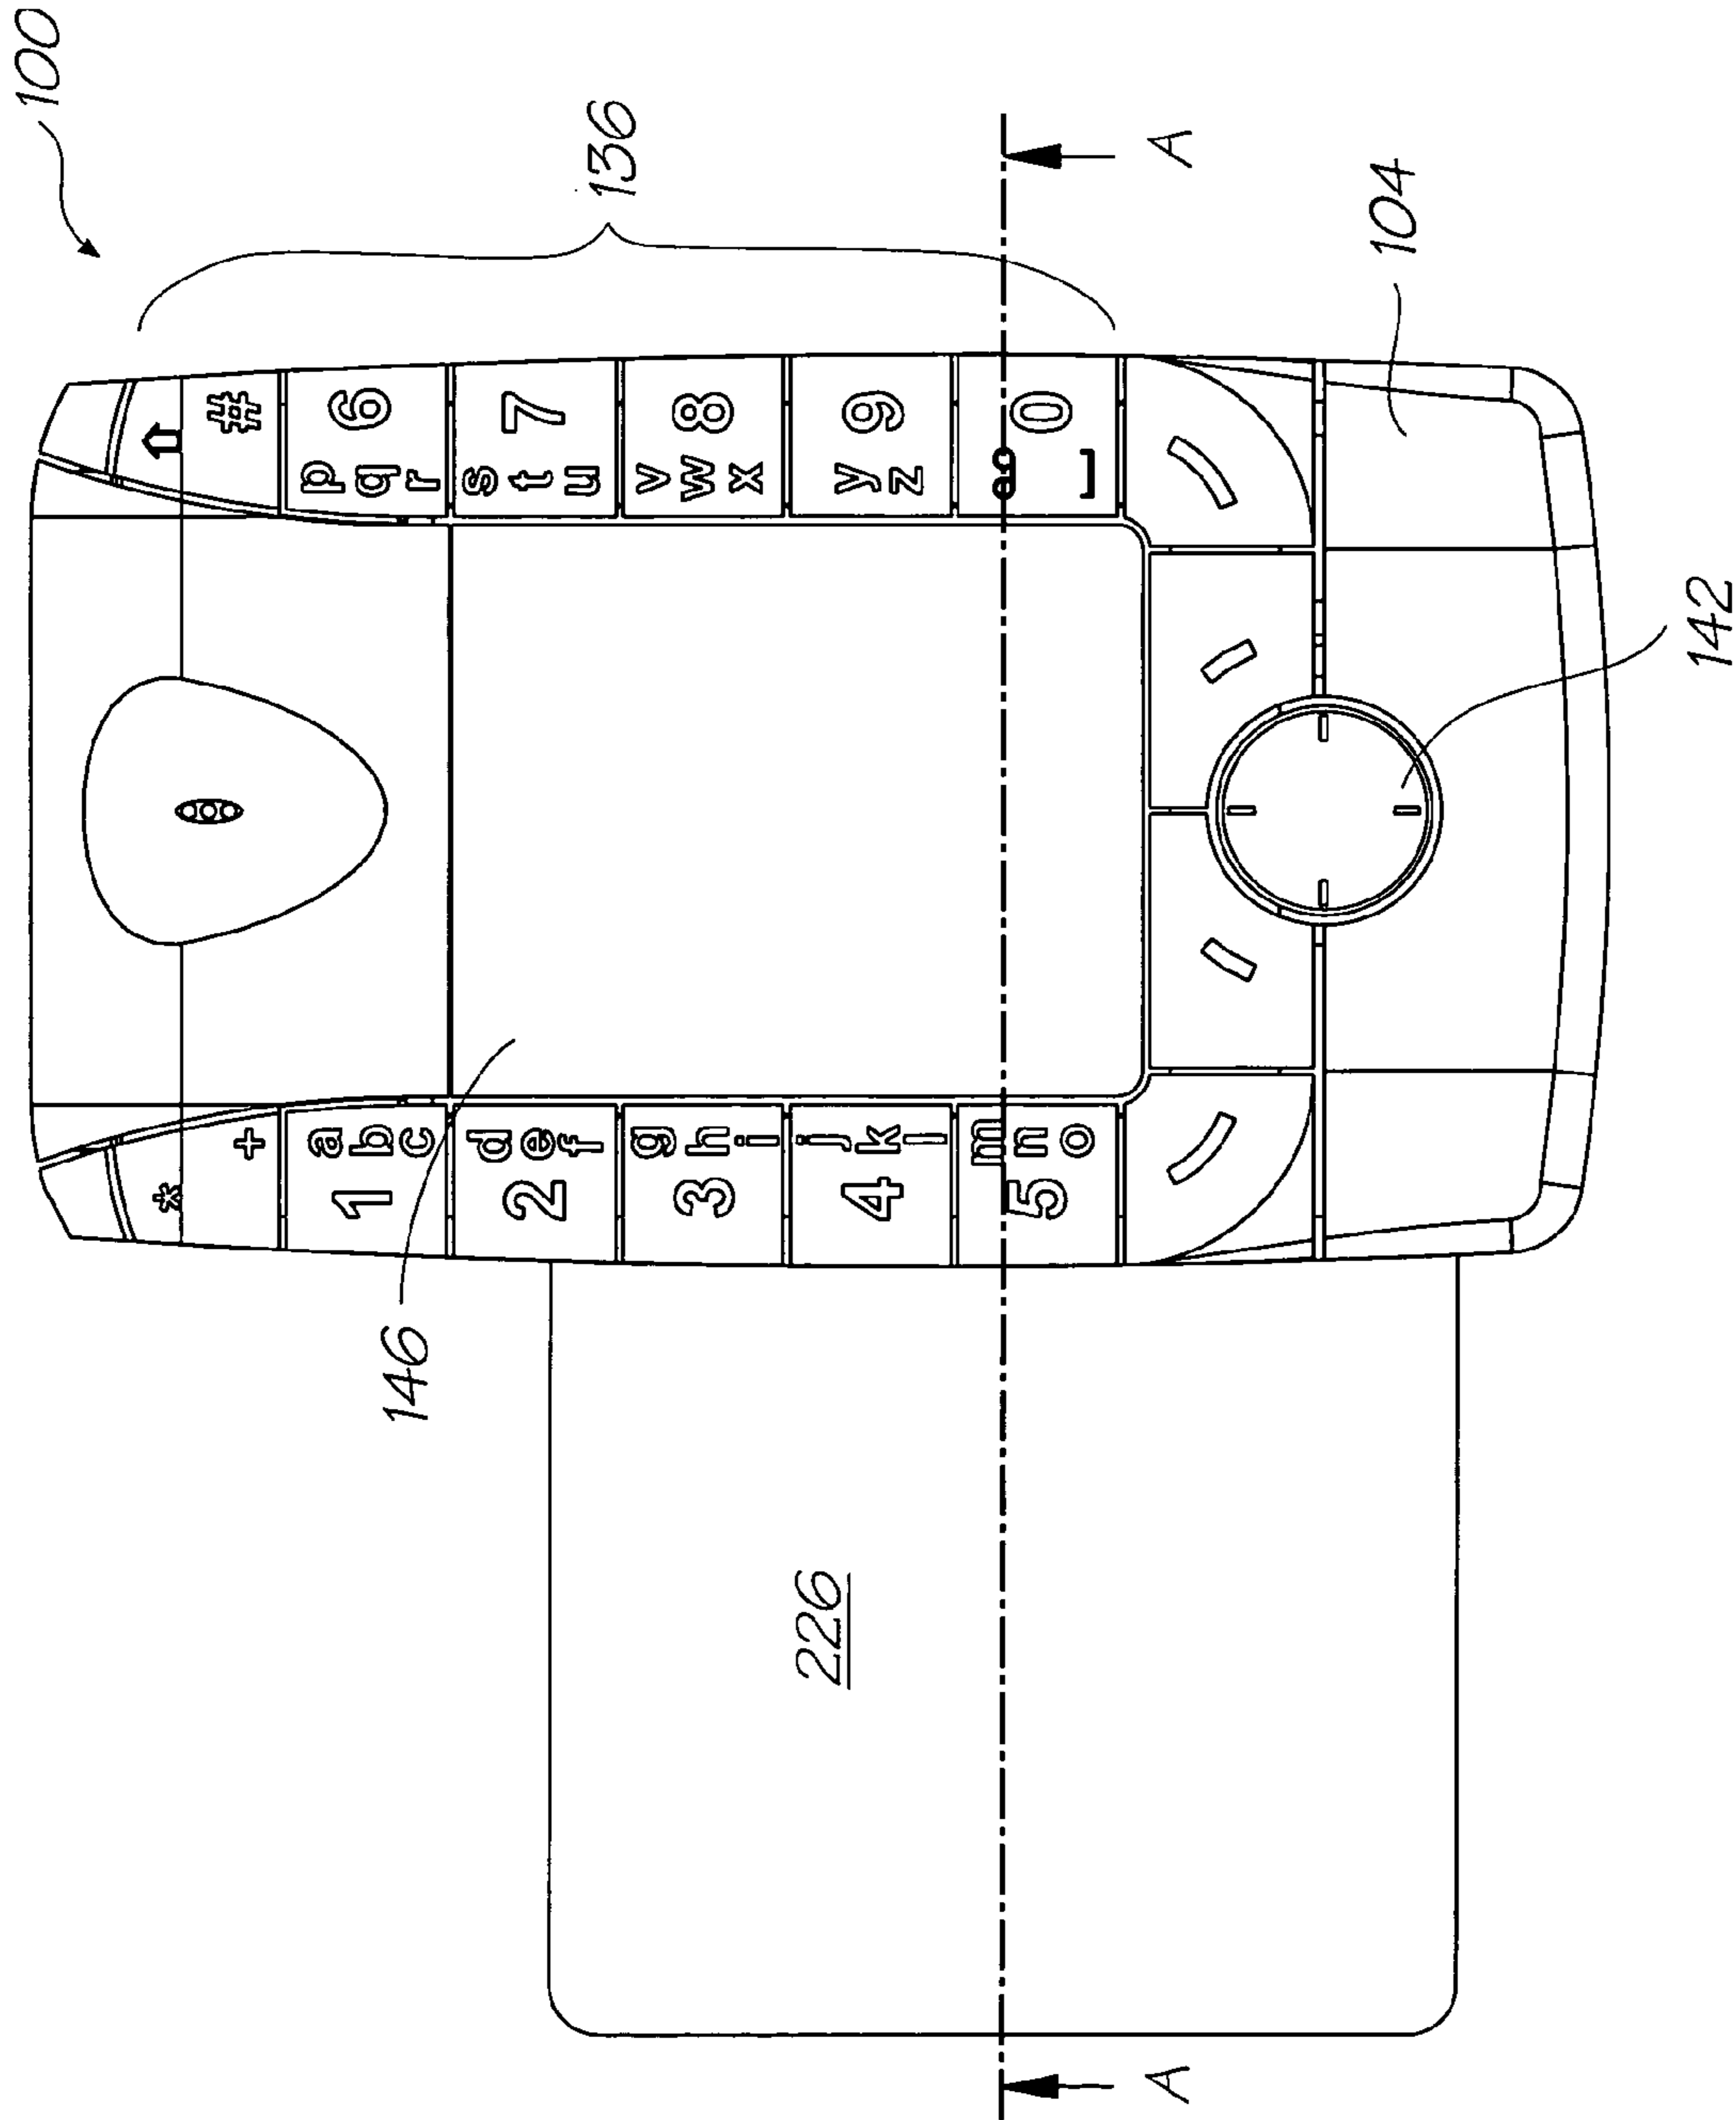 100
*
+
#
1 abc
pqr 6
146
2 def
stu 7
136
3 ghi
vwx 8
226
4 jkl
yz 9
5 mno
0
A
A
104
142